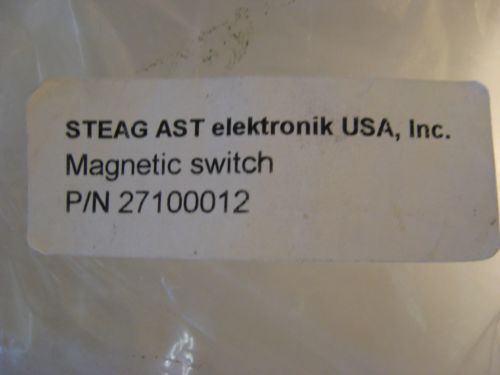 STEAG AST elektronik USA, Inc.
Magnetic switch
P/N 27100012